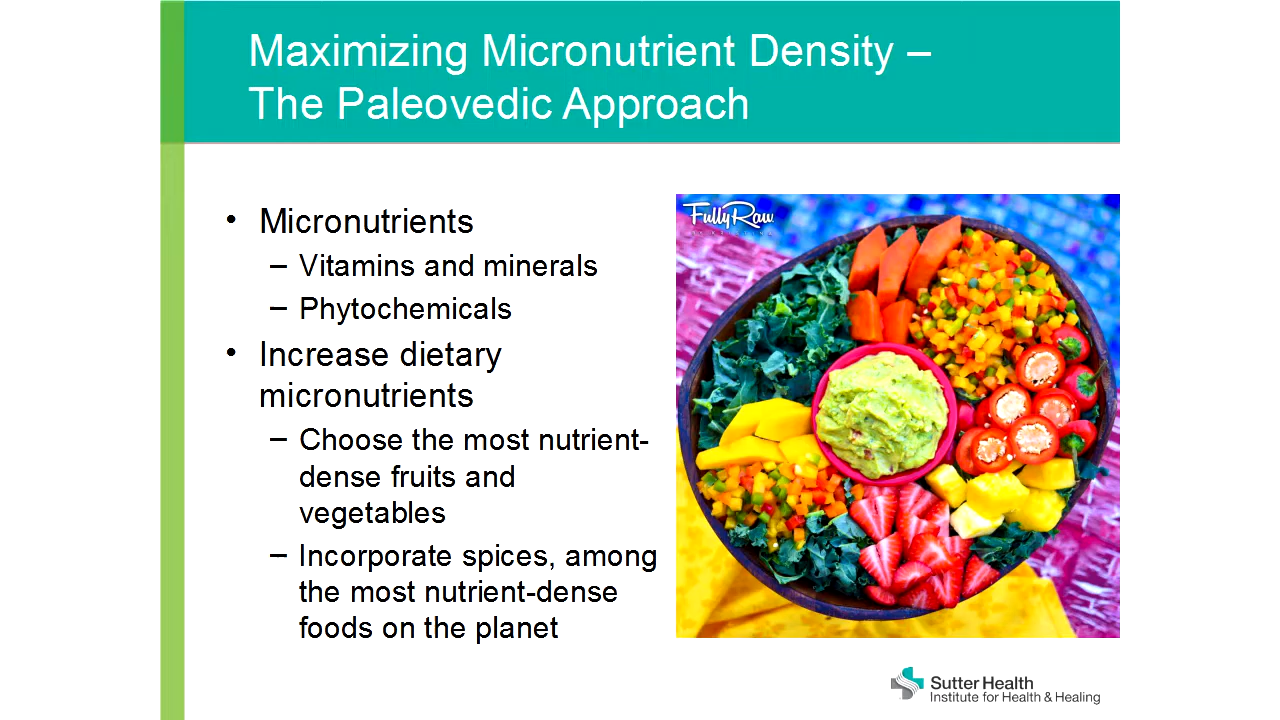 Maximizing Micronutrient Density –
The Paleovedic Approach
• Micronutrients
– Vitamins and minerals
– Phytochemicals
• Increase dietary
micronutrients
– Choose the most nutrient-
dense fruits and
vegetables
– Incorporate spices, among
the most nutrient-dense
foods on the planet
FullyRaw
Sutter Health
Institute for Health & Healing